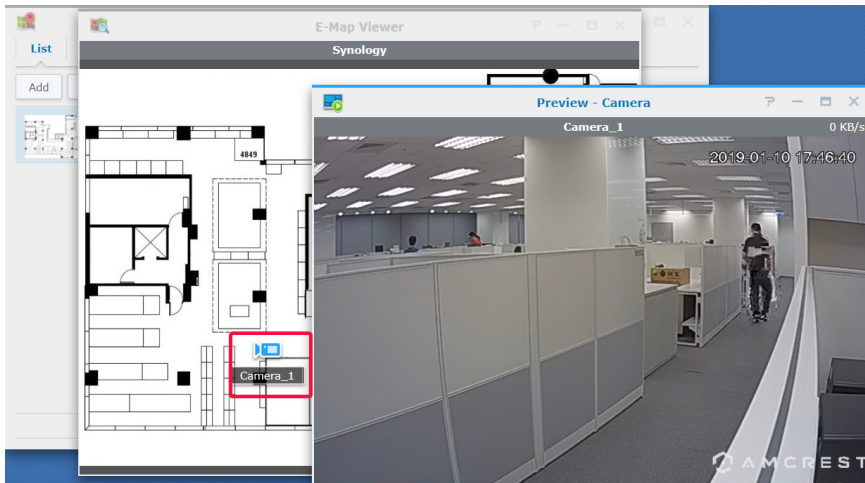 E-Map Viewer
List
Synology
Add
Preview - Camera
Camera_1
0 KB/s
4849
2019-01-10 17:46:40
Camera_1
AMCREST